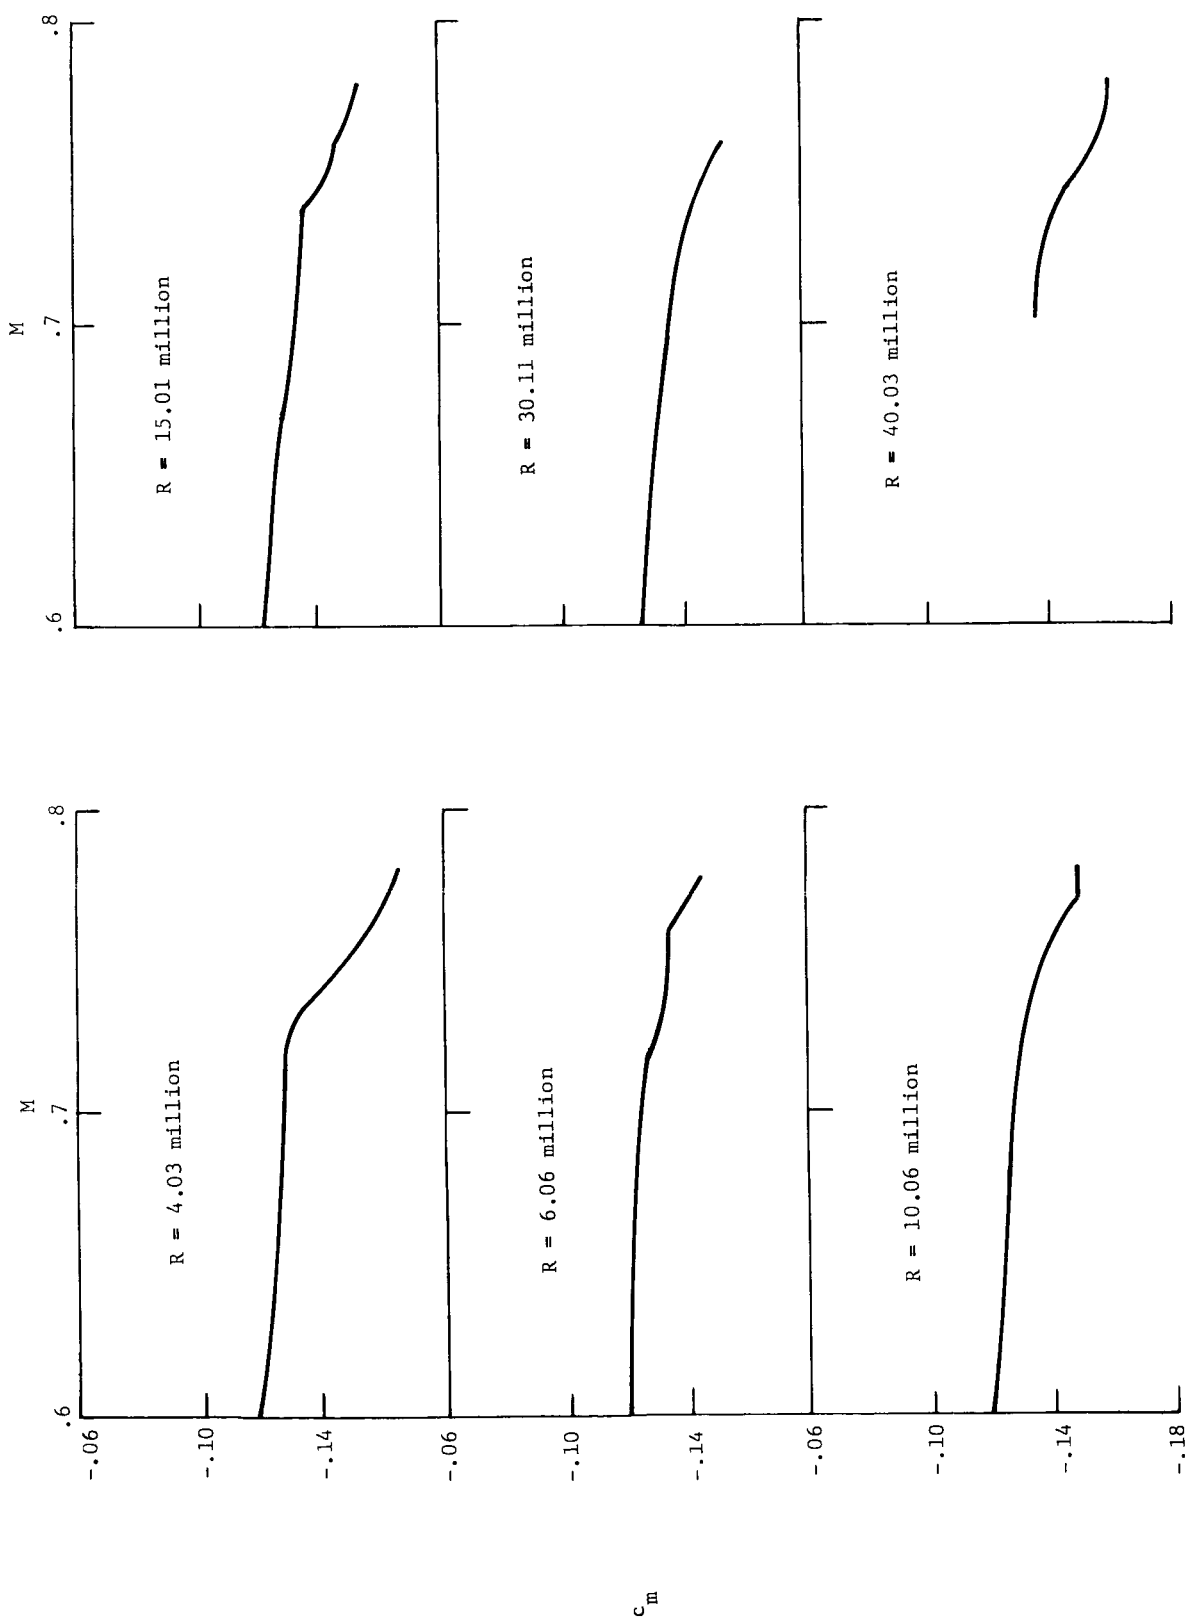 M
.6
.7
.8
M
.6
.7
.8
-.06
-.10
-.14
R = 4.03 million
R = 15.01 million
c_m
-.06
-.10
-.14
R = 6.06 million
R = 30.11 million
-.06
-.10
-.14
-.18
R = 10.06 million
R = 40.03 million